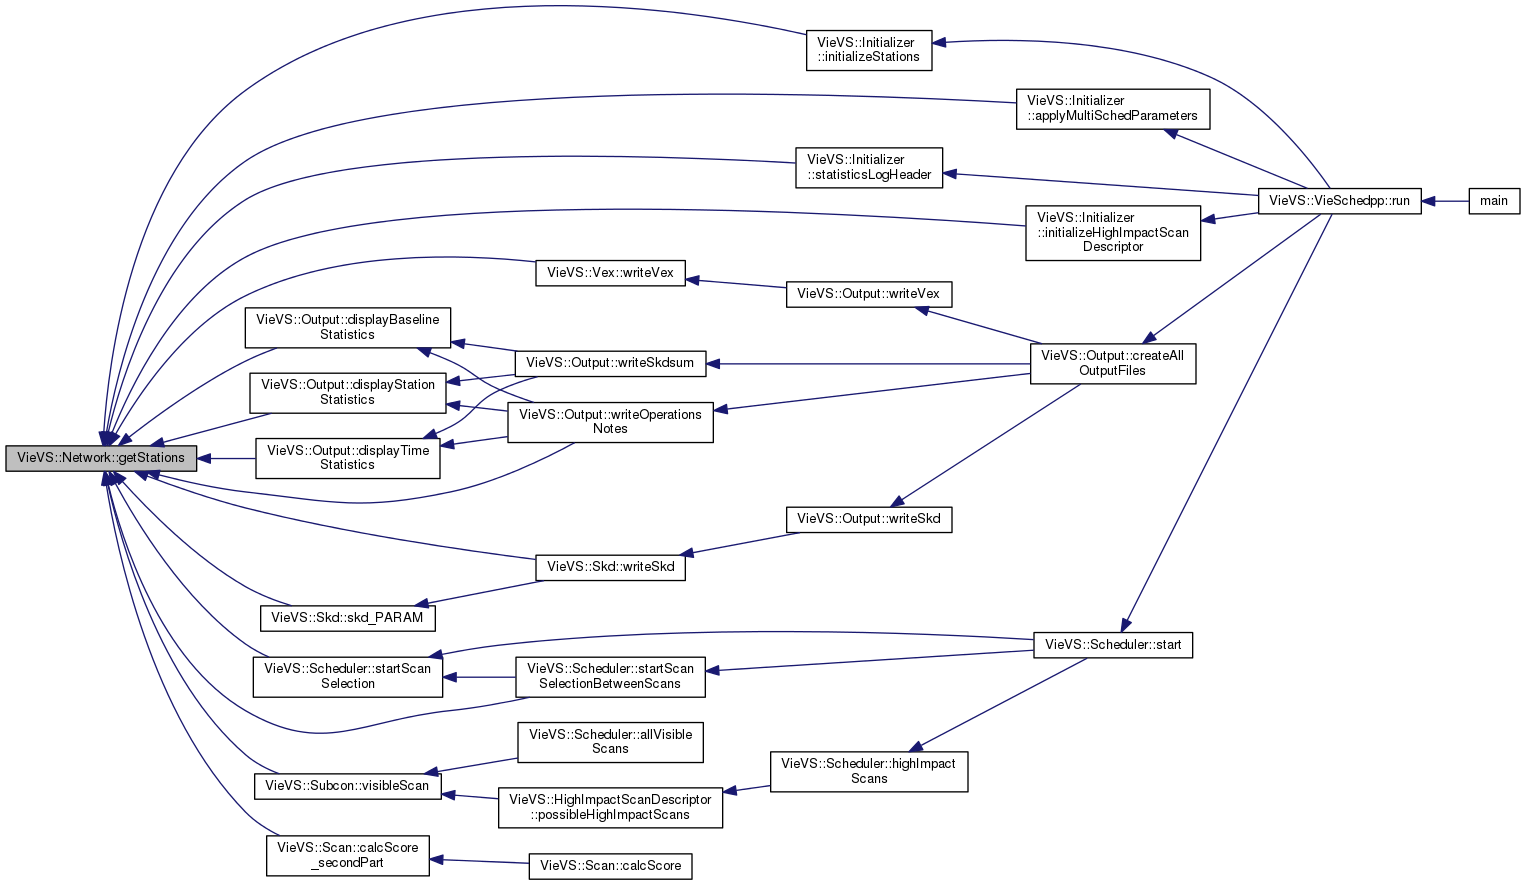 VieVS::Initializer
::initializeStations
VieVS::Initializer
::applyMultiSchedParameters
VieVS::Initializer
::statisticsLogHeader
VieVS::VieSchedpp::run
main
VieVS::Initializer
::initializeHighImpactScan
Descriptor
VieVS::Vex::writeVex
VieVS::Output::writeVex
VieVS::Output::displayBaseline
Statistics
VieVS::Output::writeSkdsum
VieVS::Output::createAll
OutputFiles
VieVS::Output::displayStation
Statistics
VieVS::Output::writeOperations
Notes
VieVS::Output::displayTime
Statistics
VieVS::Network::getStations
VieVS::Output::writeSkd
VieVS::Skd::writeSkd
VieVS::Skd::skd_PARAM
VieVS::Scheduler::start
VieVS::Scheduler::startScan
Selection
VieVS::Scheduler::startScan
SelectionBetweenScans
VieVS::Scheduler::allVisible
Scans
VieVS::Scheduler::highImpact
Scans
VieVS::Subcon::visibleScan
VieVS::HighImpactScanDescriptor
::possibleHighImpactScans
VieVS::Scan::calcScore
_secondPart
VieVS::Scan::calcScore